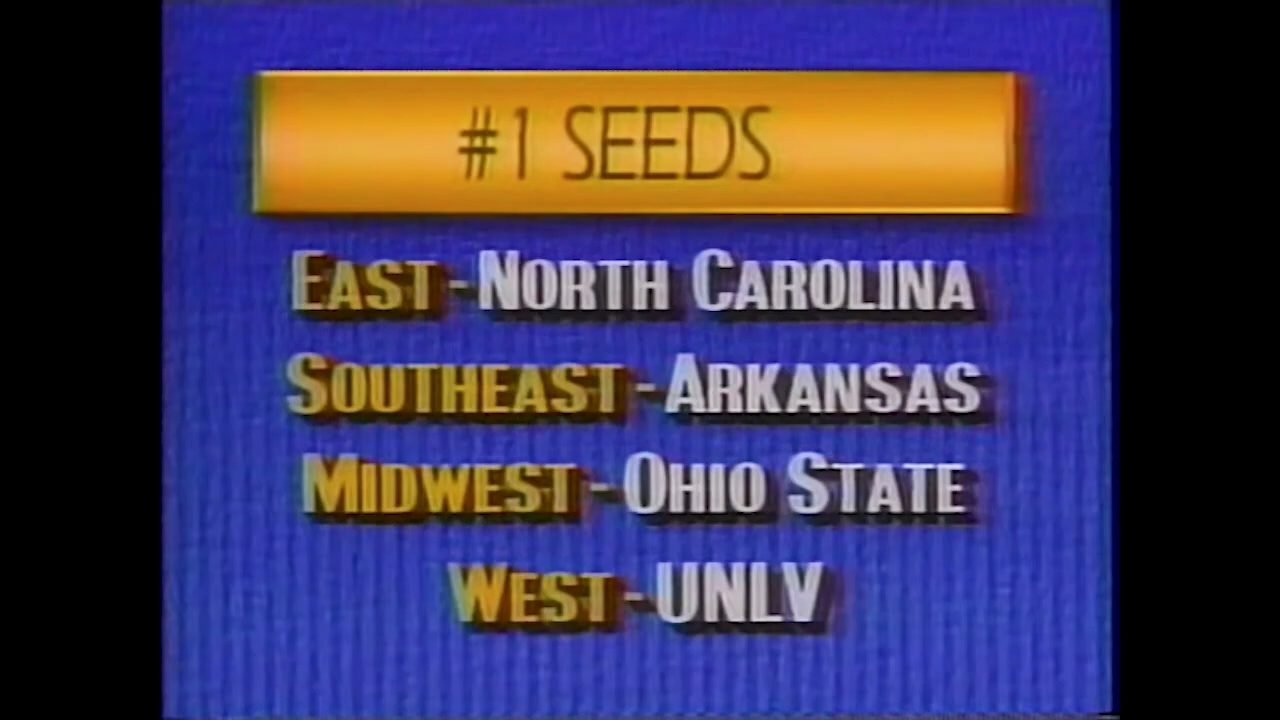 #1 SEEDS
EAST-NORTH CAROLINA
SOUTHEAST-ARKANSAS
MIDWEST-OHIO STATE
WEST-UNLV